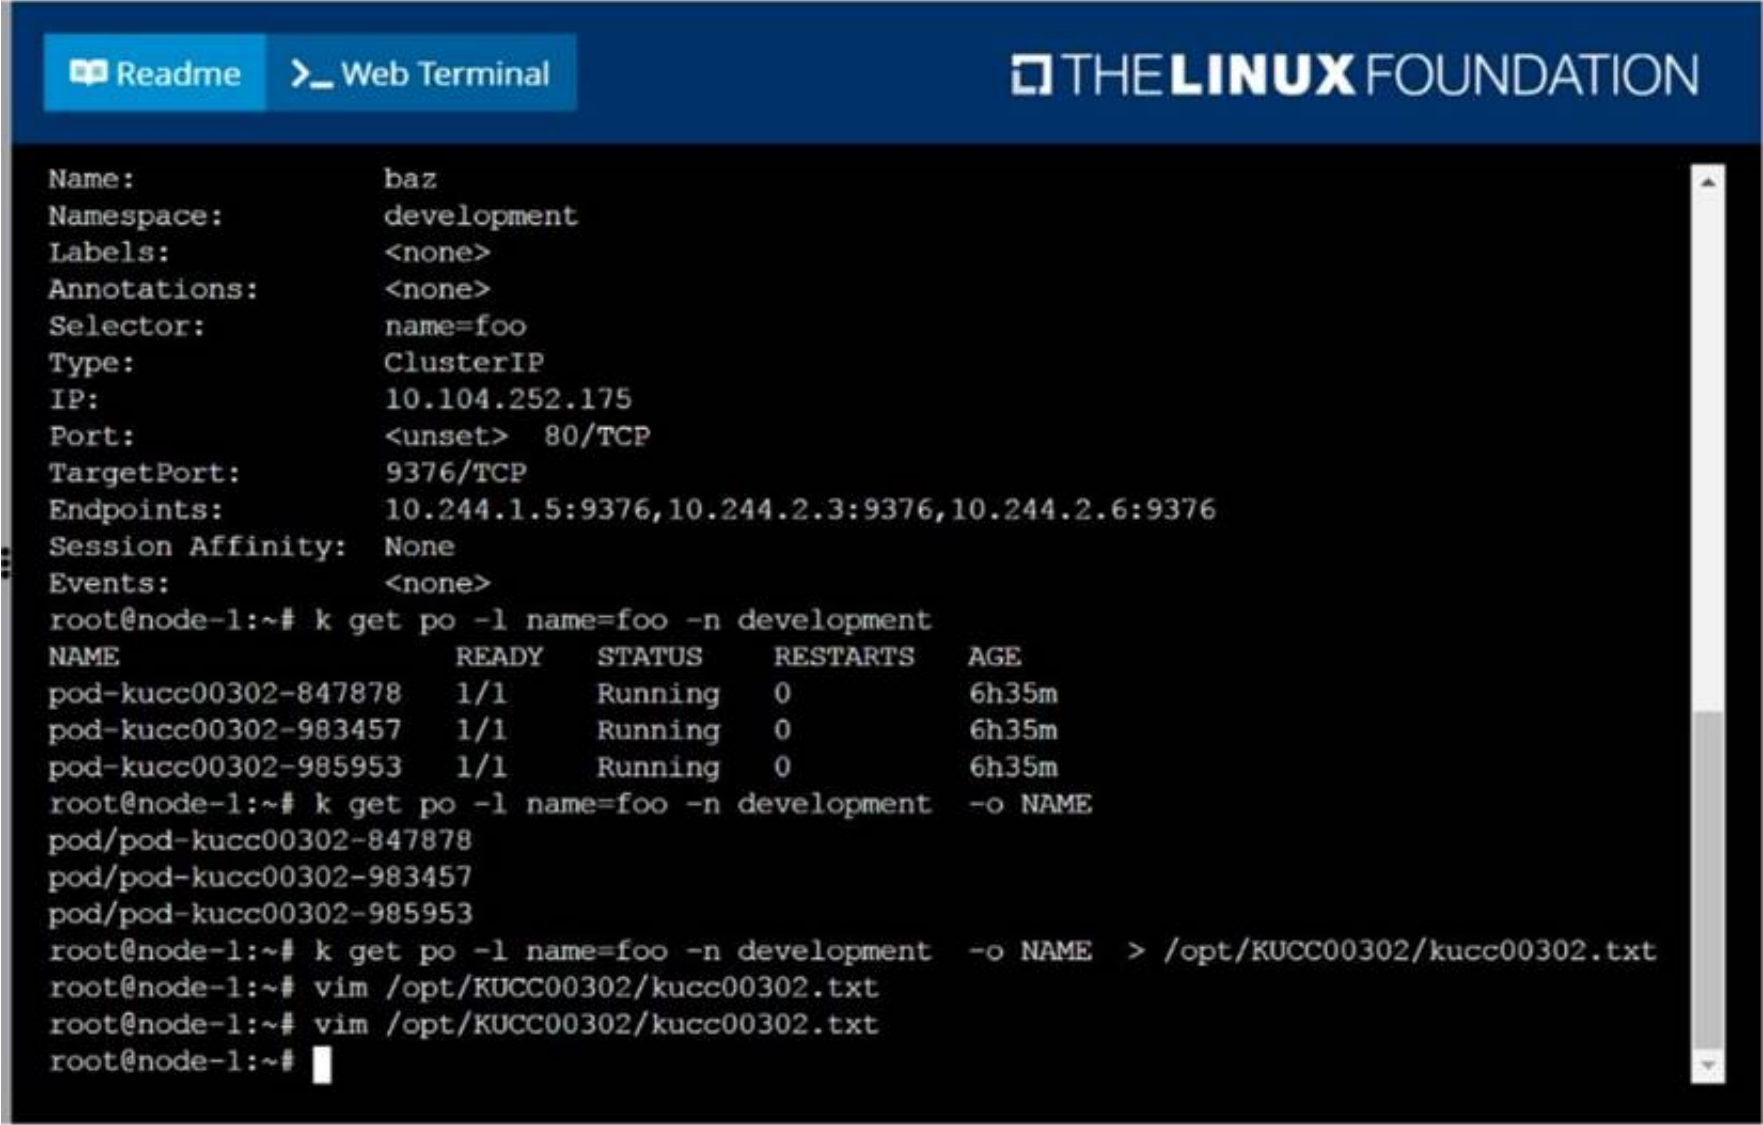 Readme >_ Web Terminal THE LINUX FOUNDATION
Name: baz
Namespace: development
Labels: <none>
Annotations: <none>
Selector: name=foo
Type: ClusterIP
IP: 10.104.252.175
Port: <unset> 80/TCP
TargetPort: 9376/TCP
Endpoints: 10.244.1.5:9376,10.244.2.3:9376,10.244.2.6:9376
Session Affinity: None
Events: <none>
root@node-1:~# k get po -l name=foo -n development
NAME READY STATUS RESTARTS AGE
pod-kucc00302-847878 1/1 Running 0 6h35m
pod-kucc00302-983457 1/1 Running 0 6h35m
pod-kucc00302-985953 1/1 Running 0 6h35m
root@node-1:~# k get po -l name=foo -n development -o NAME
pod/pod-kucc00302-847878
pod/pod-kucc00302-983457
pod/pod-kucc00302-985953
root@node-1:~# k get po -l name=foo -n development -o NAME > /opt/KUCC00302/kucc00302.txt
root@node-1:~# vim /opt/KUCC00302/kucc00302.txt
root@node-1:~# vim /opt/KUCC00302/kucc00302.txt
root@node-1:~#